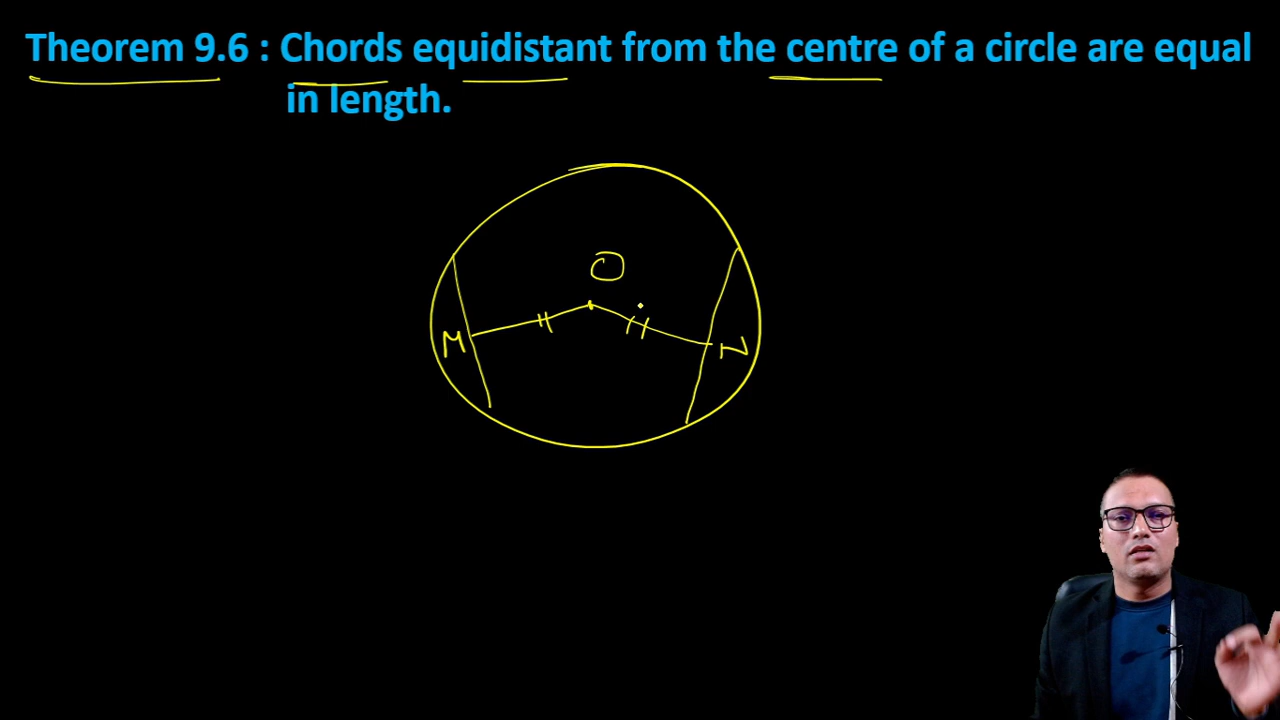 Theorem 9.6 : Chords equidistant from the centre of a circle are equal
in length.
O
M
N